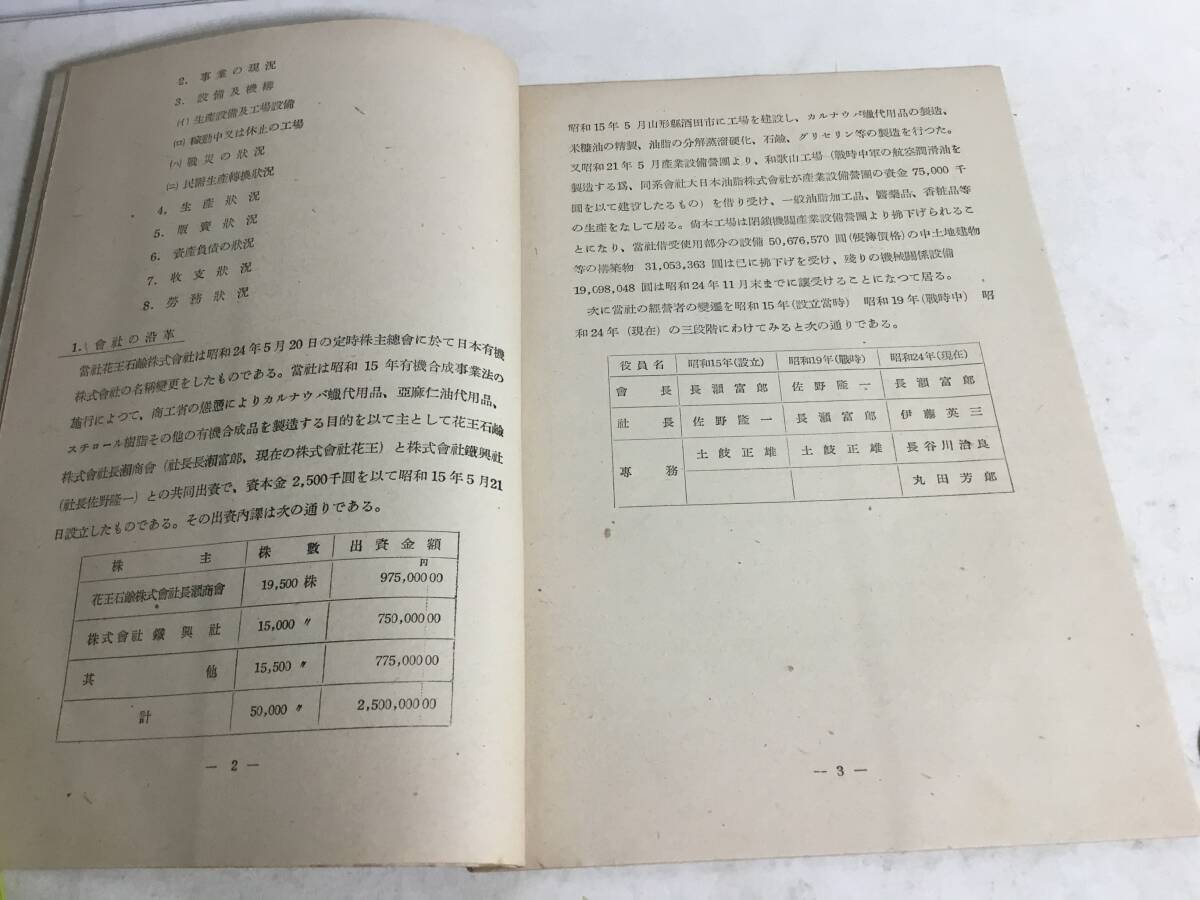 2. 事業の現況
3. 設備及機構
(イ) 生產設備及工場設備
(ロ) 稼動中又は休止の工場
(ハ) 戰災の狀況
(ニ) 民需生產轉換狀況
4. 生產狀況
5. 販賣狀況
6. 資產負債の狀況
7. 收支狀況
8. 勞務狀況
1. 會社の沿革
當社花王石鹼株式會社は昭和24年5月20日の定時株主總會に於て日本有機
株式會社の名稱變更をしたものである。當社は昭和15年有機合成事業法の
施行によつて、商工省の慫慂によりカルナウバ蠟代用品、亞麻仁油代用品、
スチロール樹脂その他の有機合成品を製造する目的を以て主として花王石鹼
株式會社長瀨商會(社長長瀨富郎、現在の株式會社花王)と株式會社鐵興社
(社長佐野隆一)との共同出資で、資本金2,500千圓を以て昭和15年5月21
日設立したものである。その出資內譯は次の通りである。
株主 株數 出資金額
円
花王石鹼株式會社長瀨商會 19,500株 975,000 00
株式會社鐵興社 15,000〃 750,000 00
其他 15,500〃 775,000 00
計 50,000〃 2,500,000 00
— 2 —
昭和15年5月山形縣酒田市に工場を建設し、カルナウバ蠟代用品の製造、
米糠油の精製、油脂の分解蒸溜硬化、石鹼、グリセリン等の製造を行つた。
又昭和21年5月產業設備營團より、和歌山工場(戰時中軍の航空潤滑油を
製造する爲、同系會社大日本油脂株式會社が產業設備營團の資金75,000千
圓を以て建設したるもの)を借り受け、一般油脂加工品、醫藥品、香粧品等
の生產をなして居る。尙本工場は閉鎖機關產業設備營團より拂下げられるこ
とになり、當社借受使用部分の設備50,676,570圓(帳簿價格)の中土地建物
等の構築物 31,053,363圓は已に拂下げを受け、殘りの機械關係設備
19,098,048圓は昭和24年11月末までに讓受けることになつて居る。
次に當社の經營者の變遷を昭和15年(設立當時) 昭和19年(戰時中) 昭
和24年(現在)の三段階にわけてみると次の通りである。
役員名 昭和15年(設立) 昭和19年(戰時) 昭和24年(現在)
會長 長瀨富郎 佐野隆一 長瀨富郎
社長 佐野隆一 長瀨富郎 伊藤英三
專務 土岐正雄 土岐正雄 長谷川治良
丸田芳郎
— 3 —